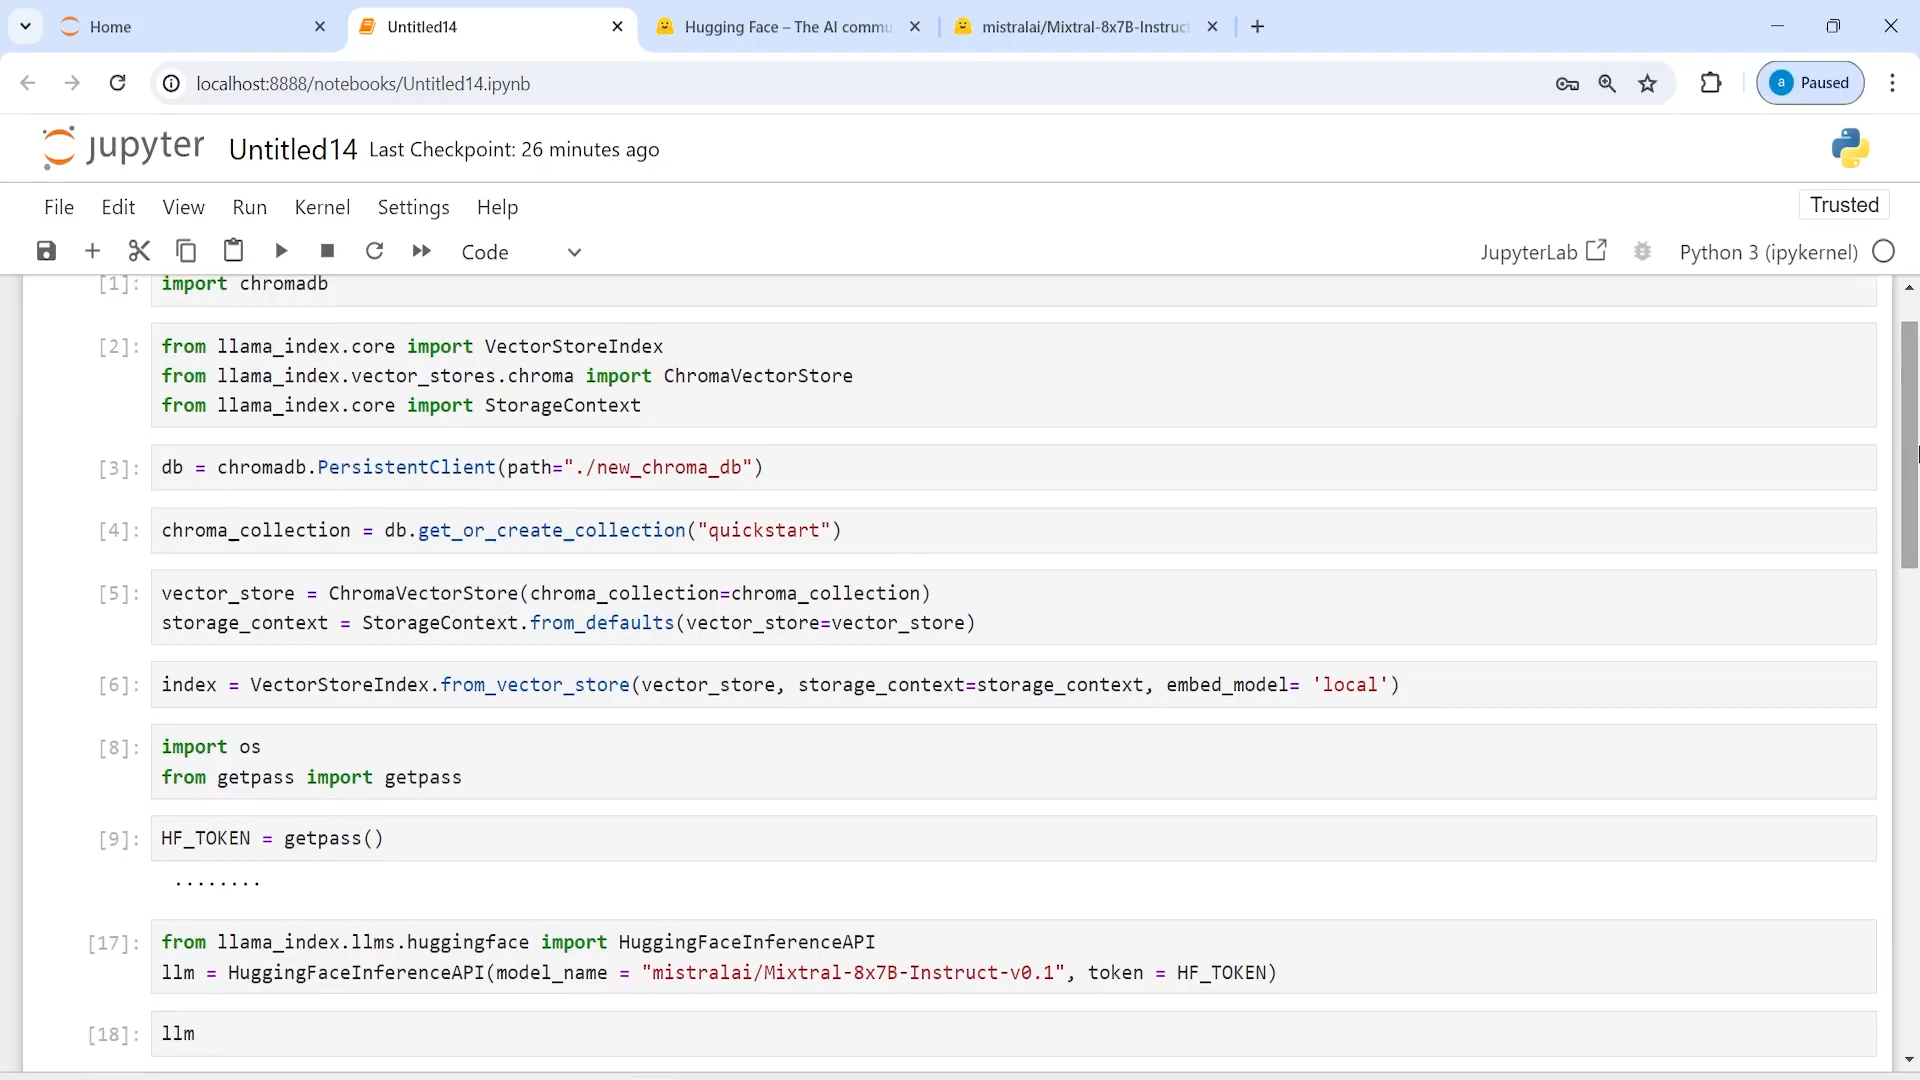 Home
Untitled14
Hugging Face – The AI commu
mistralai/Mixtral-8x7B-Instruct
localhost:8888/notebooks/Untitled14.ipynb
a Paused
jupyter Untitled14 Last Checkpoint: 26 minutes ago
File Edit View Run Kernel Settings Help
Trusted
Code
JupyterLab
Python 3 (ipykernel)
[1]: import chromadb
[2]: from llama_index.core import VectorStoreIndex
from llama_index.vector_stores.chroma import ChromaVectorStore
from llama_index.core import StorageContext
[3]: db = chromadb.PersistentClient(path="./new_chroma_db")
[4]: chroma_collection = db.get_or_create_collection("quickstart")
[5]: vector_store = ChromaVectorStore(chroma_collection=chroma_collection)
storage_context = StorageContext.from_defaults(vector_store=vector_store)
[6]: index = VectorStoreIndex.from_vector_store(vector_store, storage_context=storage_context, embed_model= 'local')
[8]: import os
from getpass import getpass
[9]: HF_TOKEN = getpass()
........
[17]: from llama_index.llms.huggingface import HuggingFaceInferenceAPI
llm = HuggingFaceInferenceAPI(model_name = "mistralai/Mixtral-8x7B-Instruct-v0.1", token = HF_TOKEN)
[18]: llm